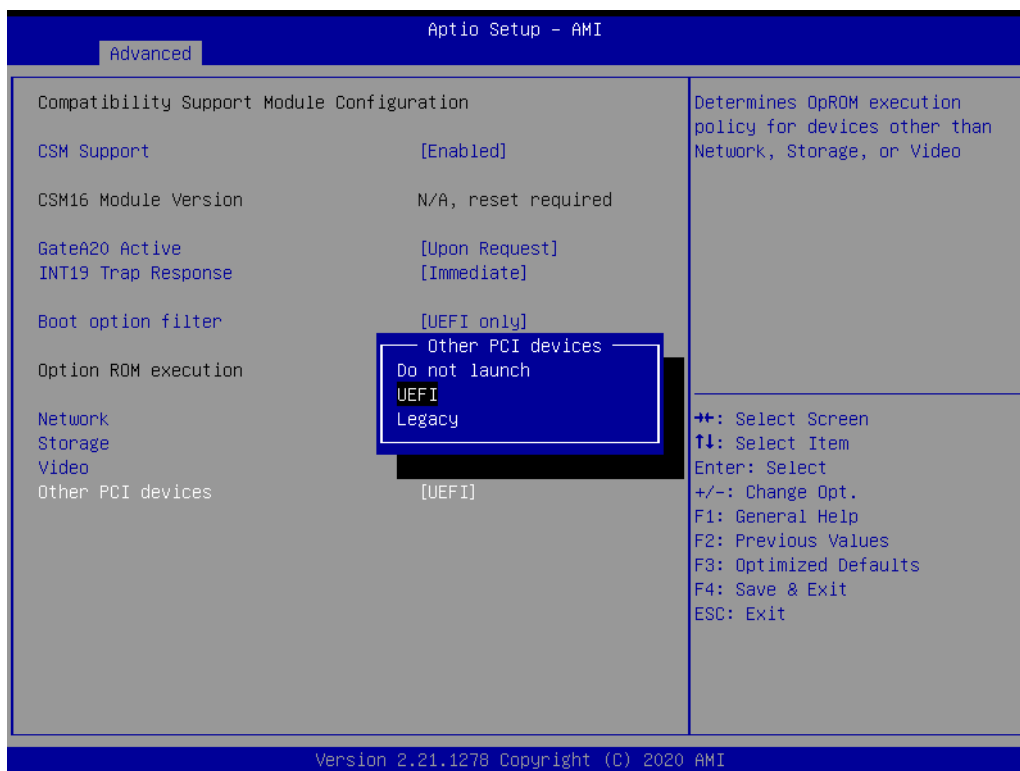 Aptio Setup – AMI
Advanced
Compatibility Support Module Configuration
CSM Support [Enabled]
CSM16 Module Version N/A, reset required
GateA20 Active [Upon Request]
INT19 Trap Response [Immediate]
Boot option filter [UEFI only]
Option ROM execution
Network
Storage
Video
Other PCI devices [UEFI]
Other PCI devices
Do not launch
UEFI
Legacy
Determines OpROM execution
policy for devices other than
Network, Storage, or Video
→←: Select Screen
↑↓: Select Item
Enter: Select
+/-: Change Opt.
F1: General Help
F2: Previous Values
F3: Optimized Defaults
F4: Save & Exit
ESC: Exit
Version 2.21.1278 Copyright (C) 2020 AMI